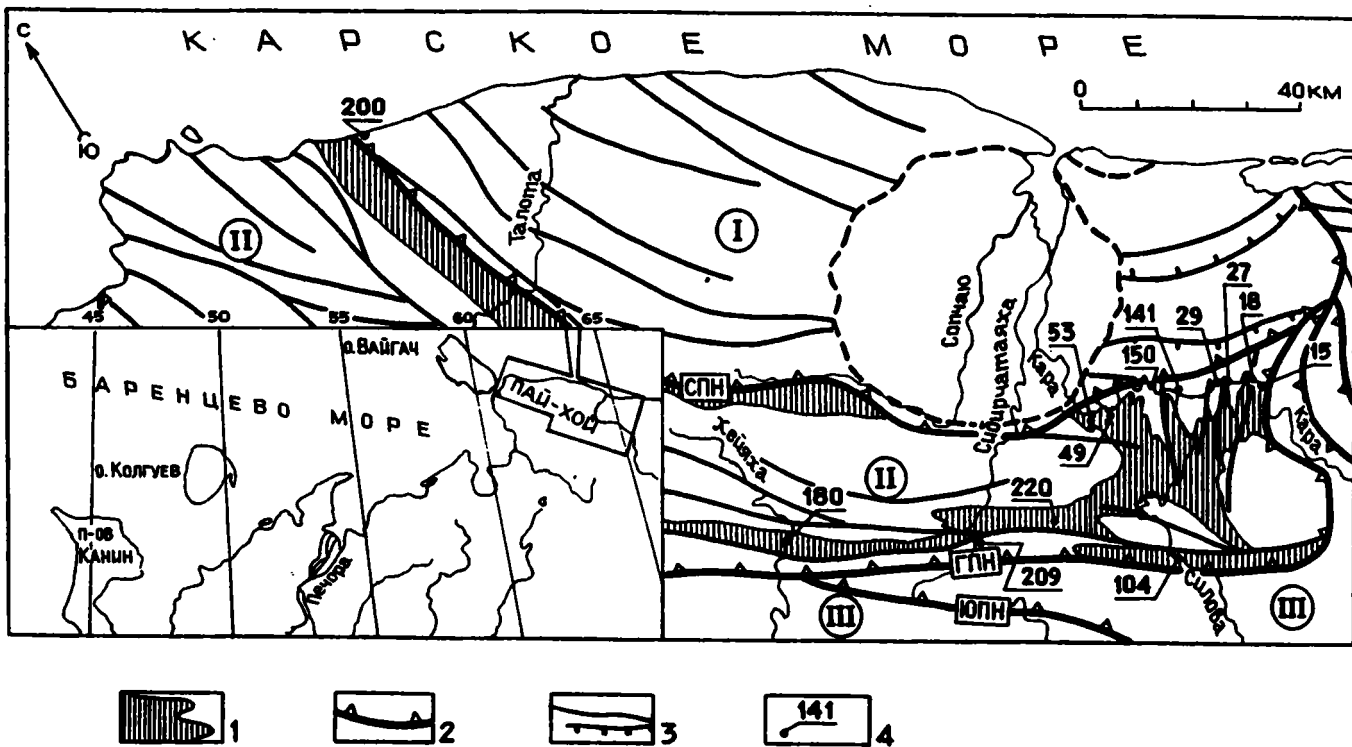 КАРСКОЕ МОРЕ
С
Ю
0 40 КМ
200
Талота
I
II
Сопчаю
Сибирчатаяха
Кара
53
141
150
29
27
18
15
Кара
49
СПН
Хейяха
II
180
220
ГПН
209
104
Силова
ЮПН
III
III
45 50 55 60 65
о. ВАЙГАЧ
ПАЙ-ХОЙ
БАРЕНЦЕВО МОРЕ
о. КОЛГУЕВ
П-ОВ
КАНИН
Печора
1 2 3 141 4